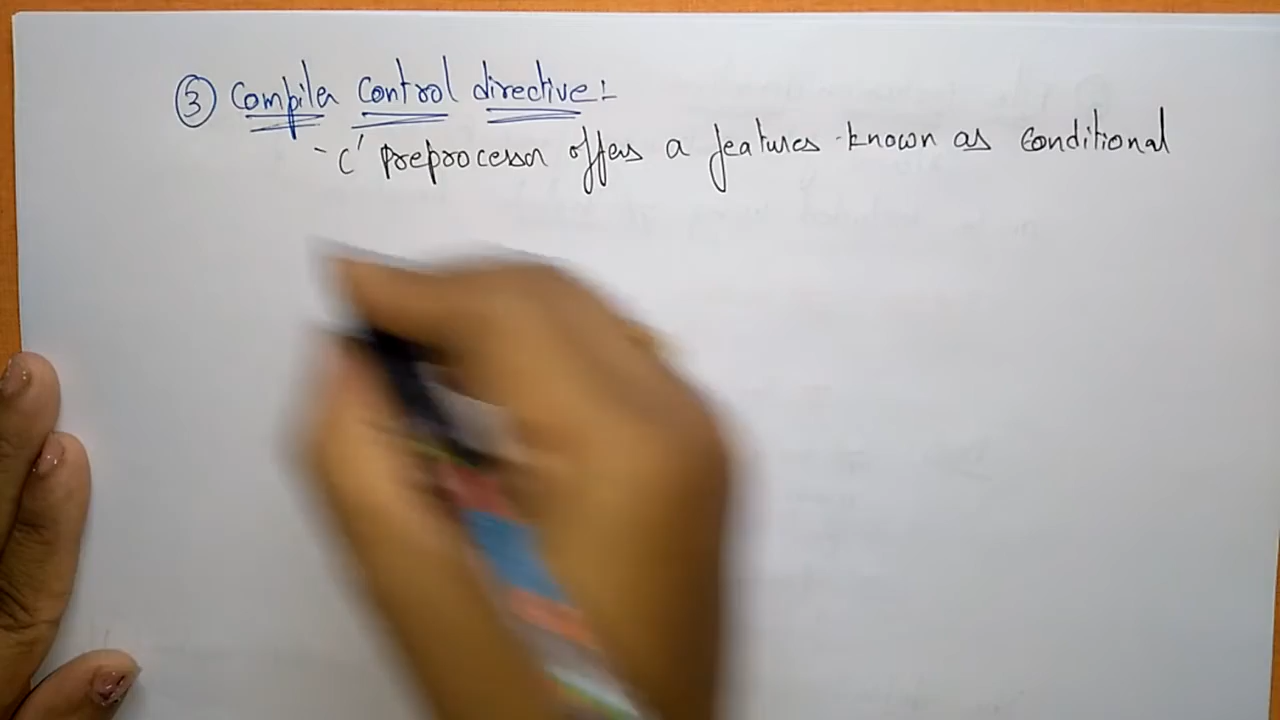 ③ Compiler Control directive:-
-'C' preprocessor offers a features known as conditional